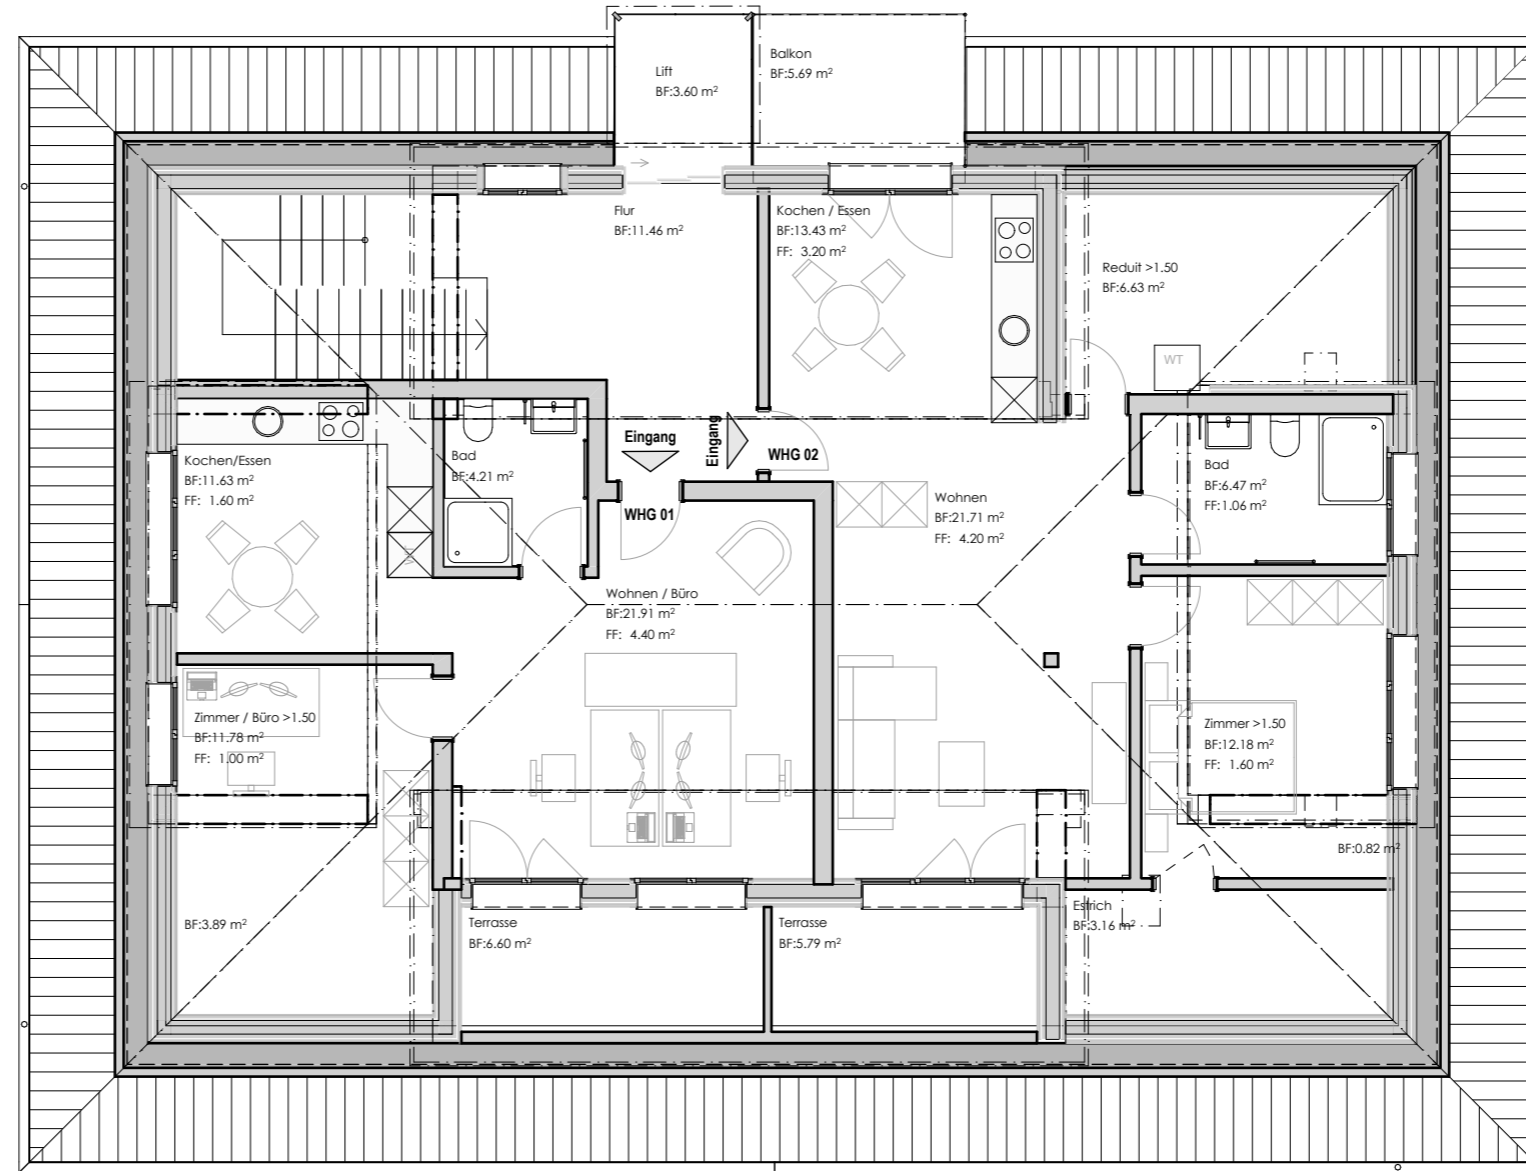 Balkon
BF:5.69 m²
Lift
BF:3.60 m²
Flur
BF:11.46 m²
Kochen / Essen
BF:13.43 m²
FF: 3.20 m²
Reduit >1.50
BF:6.63 m²
WT
Kochen/Essen
BF:11.63 m²
FF: 1.60 m²
Bad
BF:4.21 m²
Eingang
WHG 01
Eingang
WHG 02
Wohnen
BF:21.71 m²
FF: 4.20 m²
Bad
BF:6.47 m²
FF:1.06 m²
WT
Wohnen / Büro
BF:21.91 m²
FF: 4.40 m²
Zimmer / Büro >1.50
BF:11.78 m²
FF: 1.00 m²
Zimmer >1.50
BF:12.18 m²
FF: 1.60 m²
BF:0.82 m²
BF:3.89 m²
Terrasse
BF:6.60 m²
Terrasse
BF:5.79 m²
Estrich
BF:3.16 m²